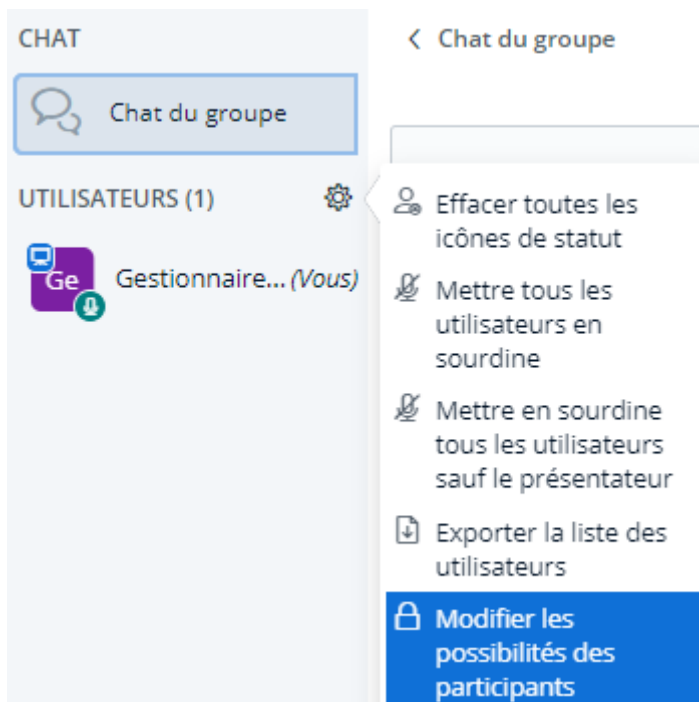 CHAT
Chat du groupe
UTILISATEURS (1)
Ge
Gestionnaire... (Vous)
Chat du groupe
Effacer toutes les
icônes de statut
Mettre tous les
utilisateurs en
sourdine
Mettre en sourdine
tous les utilisateurs
sauf le présentateur
Exporter la liste des
utilisateurs
Modifier les
possibilités des
participants